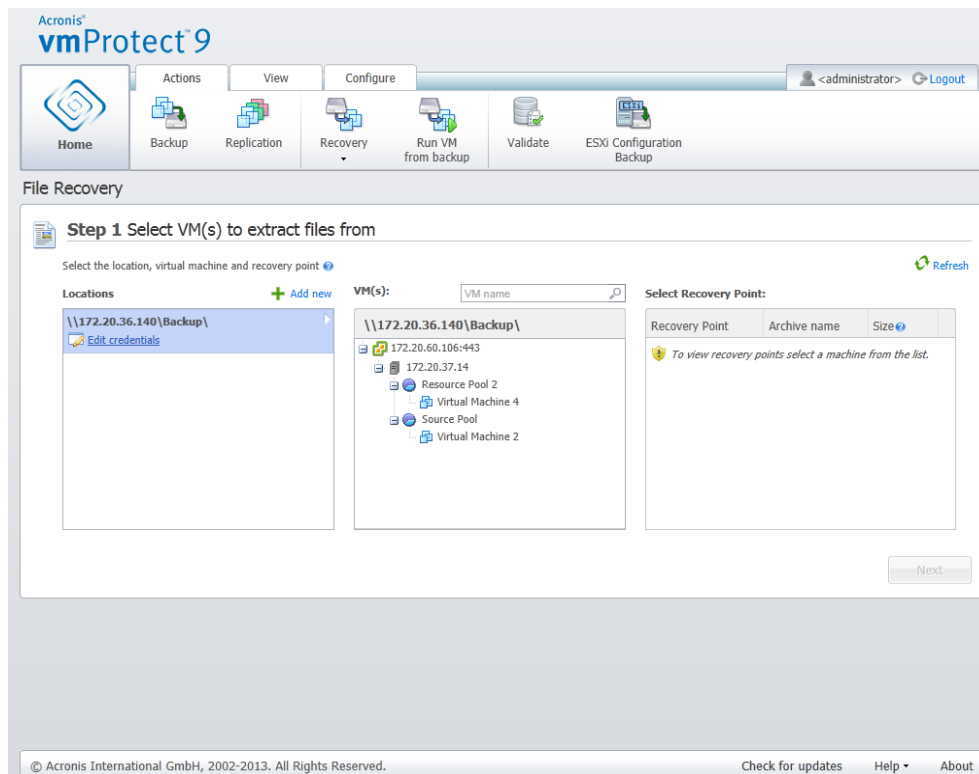 Acronis®
vmProtect™ 9
Actions View Configure
<administrator> Logout
Home
Backup
Replication
Recovery
Run VM
from backup
Validate
ESXi Configuration
Backup
File Recovery
Step 1 Select VM(s) to extract files from
Select the location, virtual machine and recovery point
Refresh
Locations
Add new
\\172.20.36.140\Backup\
Edit credentials
VM(s):
VM name
\\172.20.36.140\Backup\
172.20.60.106:443
172.20.37.14
Resource Pool 2
Virtual Machine 4
Source Pool
Virtual Machine 2
Select Recovery Point:
Recovery Point Archive name Size
To view recovery points select a machine from the list.
Next
© Acronis International GmbH, 2002-2013. All Rights Reserved.
Check for updates Help About